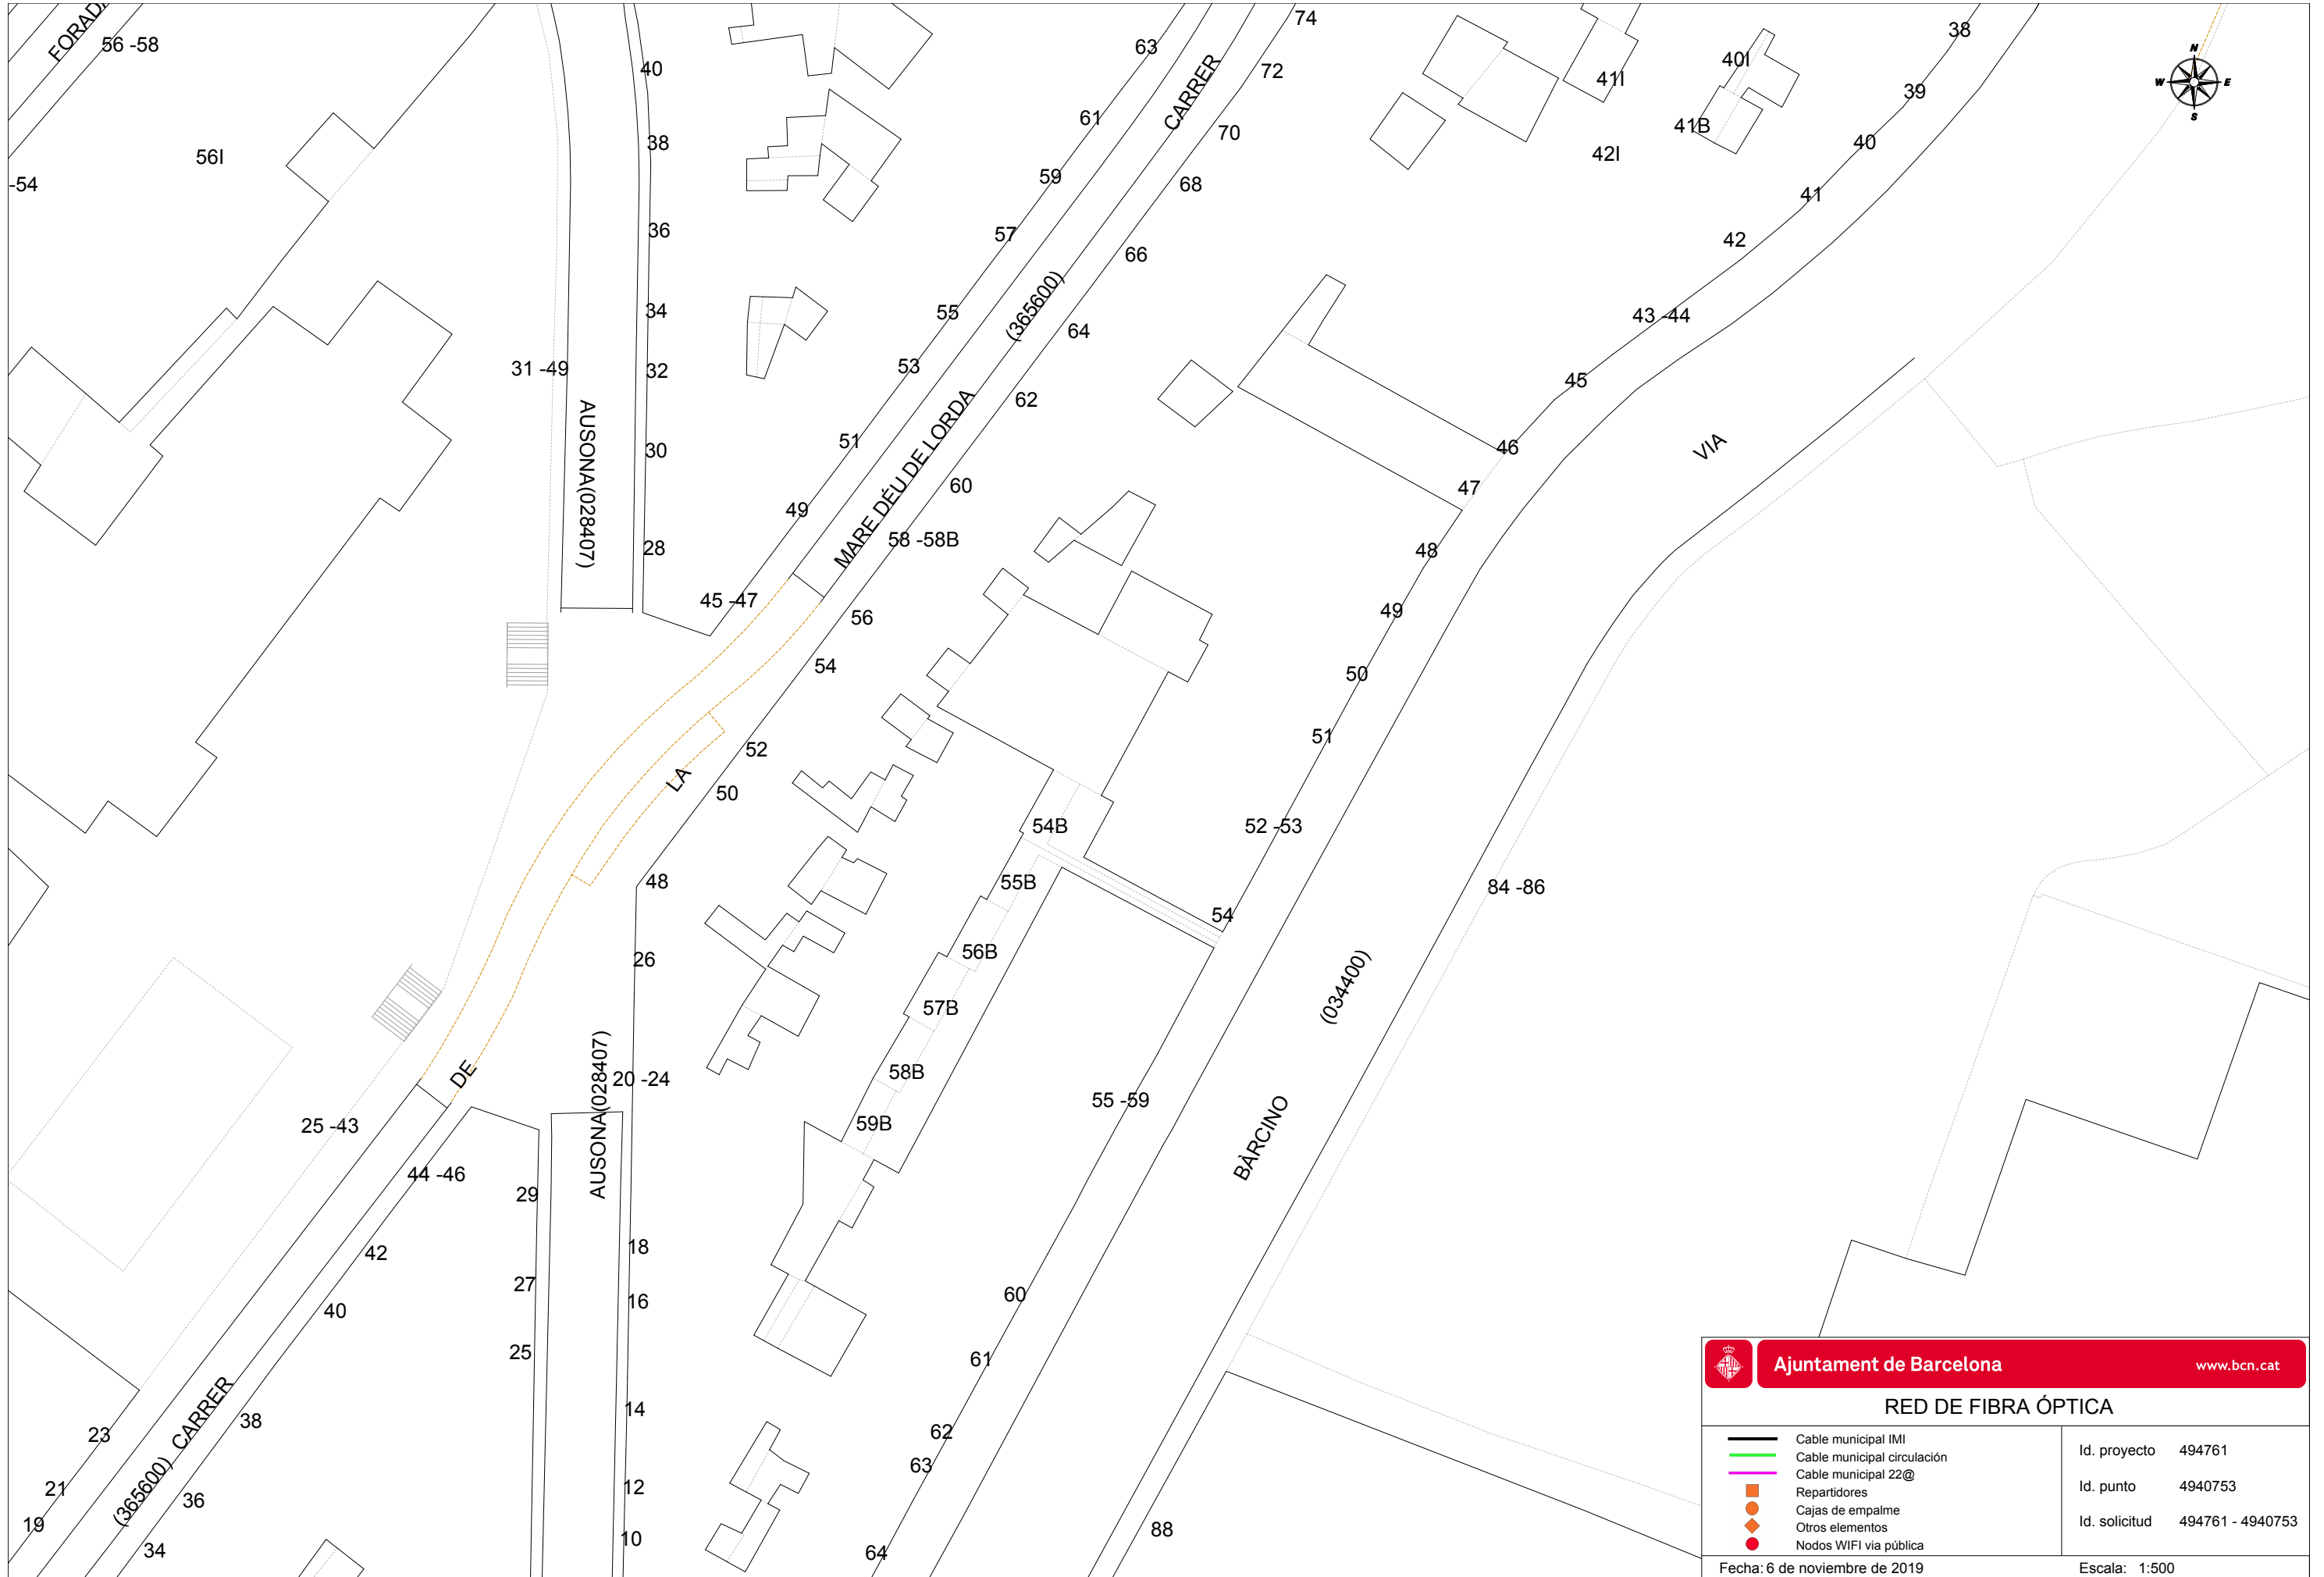 FORADA
56 -58
56I
-54
40
38
36
34
32
30
28
31 -49
AUSONA(028407)
45 -47
49
51
53
55
57
59
61
63
CARRER
(365600)
MARE DÉU DE LORDA
LA
DE
74
72
70
68
66
64
62
60
58 -58B
56
54
52
50
48
26
20 -24
AUSONA(028407)
18
16
14
12
10
29
27
25
25 -43
44 -46
42
40
38
36
34
23
21
19
(365600) CARRER
41I
40I
41B
42I
38
39
40
41
42
43 -44
45
46
47
48
49
50
51
52 -53
54
54B
55B
56B
57B
58B
59B
55 -59
60
61
62
63
64
VIA
84 -86
(034400)
BÀRCINO
88
N
W
E
S
Ajuntament de Barcelona
www.bcn.cat
RED DE FIBRA ÓPTICA
Cable municipal IMI
Cable municipal circulación
Cable municipal 22@
Repartidores
Cajas de empalme
Otros elementos
Nodos WIFI via pública
Id. proyecto 494761
Id. punto 4940753
Id. solicitud 494761 - 4940753
Fecha: 6 de noviembre de 2019
Escala: 1:500